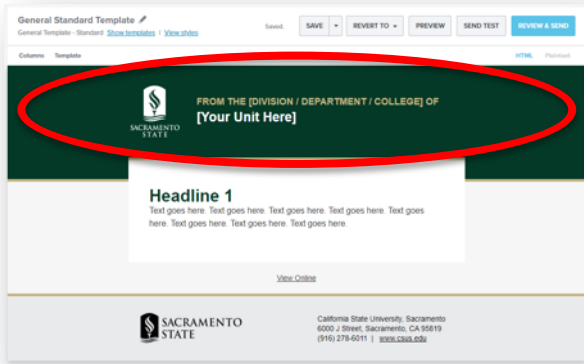 General Standard Template
Saved. SAVE REVERT TO PREVIEW SEND TEST REVIEW & SEND
General Template - Standard Show templates | View styles
Columns Template HTML Plaintext
FROM THE [DIVISION / DEPARTMENT / COLLEGE] OF
[Your Unit Here]
SACRAMENTO
STATE
Headline 1
Text goes here. Text goes here. Text goes here. Text goes here. Text goes
here. Text goes here. Text goes here. Text goes here.
View Online
SACRAMENTO
STATE
California State University, Sacramento
6000 J Street, Sacramento, CA 95819
(916) 278-6011 | www.csus.edu